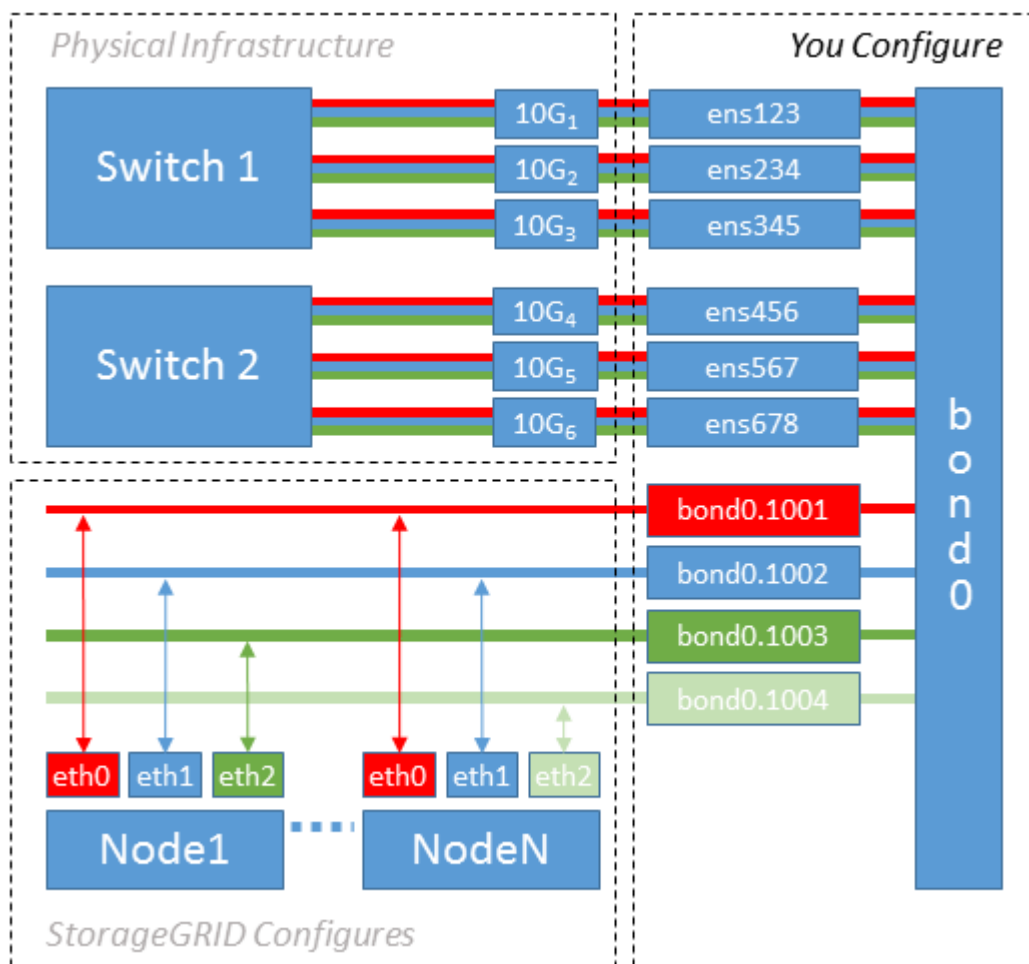 Physical Infrastructure
You Configure
Switch 1
10G₁
ens123
10G₂
ens234
10G₃
ens345
Switch 2
10G₄
ens456
10G₅
ens567
10G₆
ens678
bond0
bond0.1001
bond0.1002
bond0.1003
bond0.1004
eth0
eth1
eth2
eth0
eth1
eth2
Node1
NodeN
StorageGRID Configures